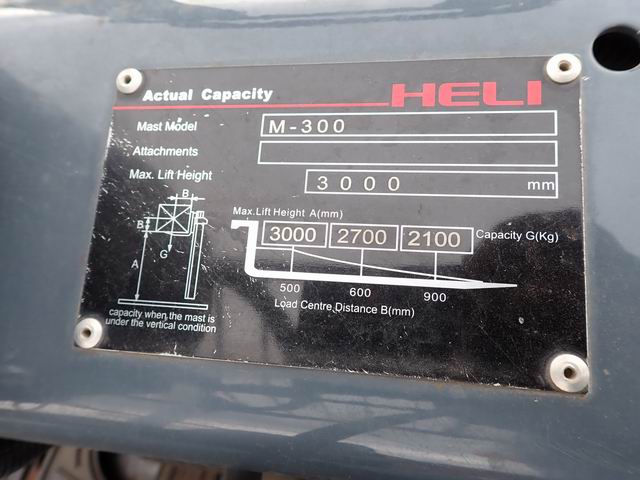 Actual Capacity HELI
Mast Model M-300
Attachments
Max. Lift Height 3000 mm
B
B
G
A
Max.Lift Height A(mm)
3000 2700 2100 Capacity G(Kg)
500 600 900
Load Centre Distance B(mm)
capacity when the mast is
under the vertical condition